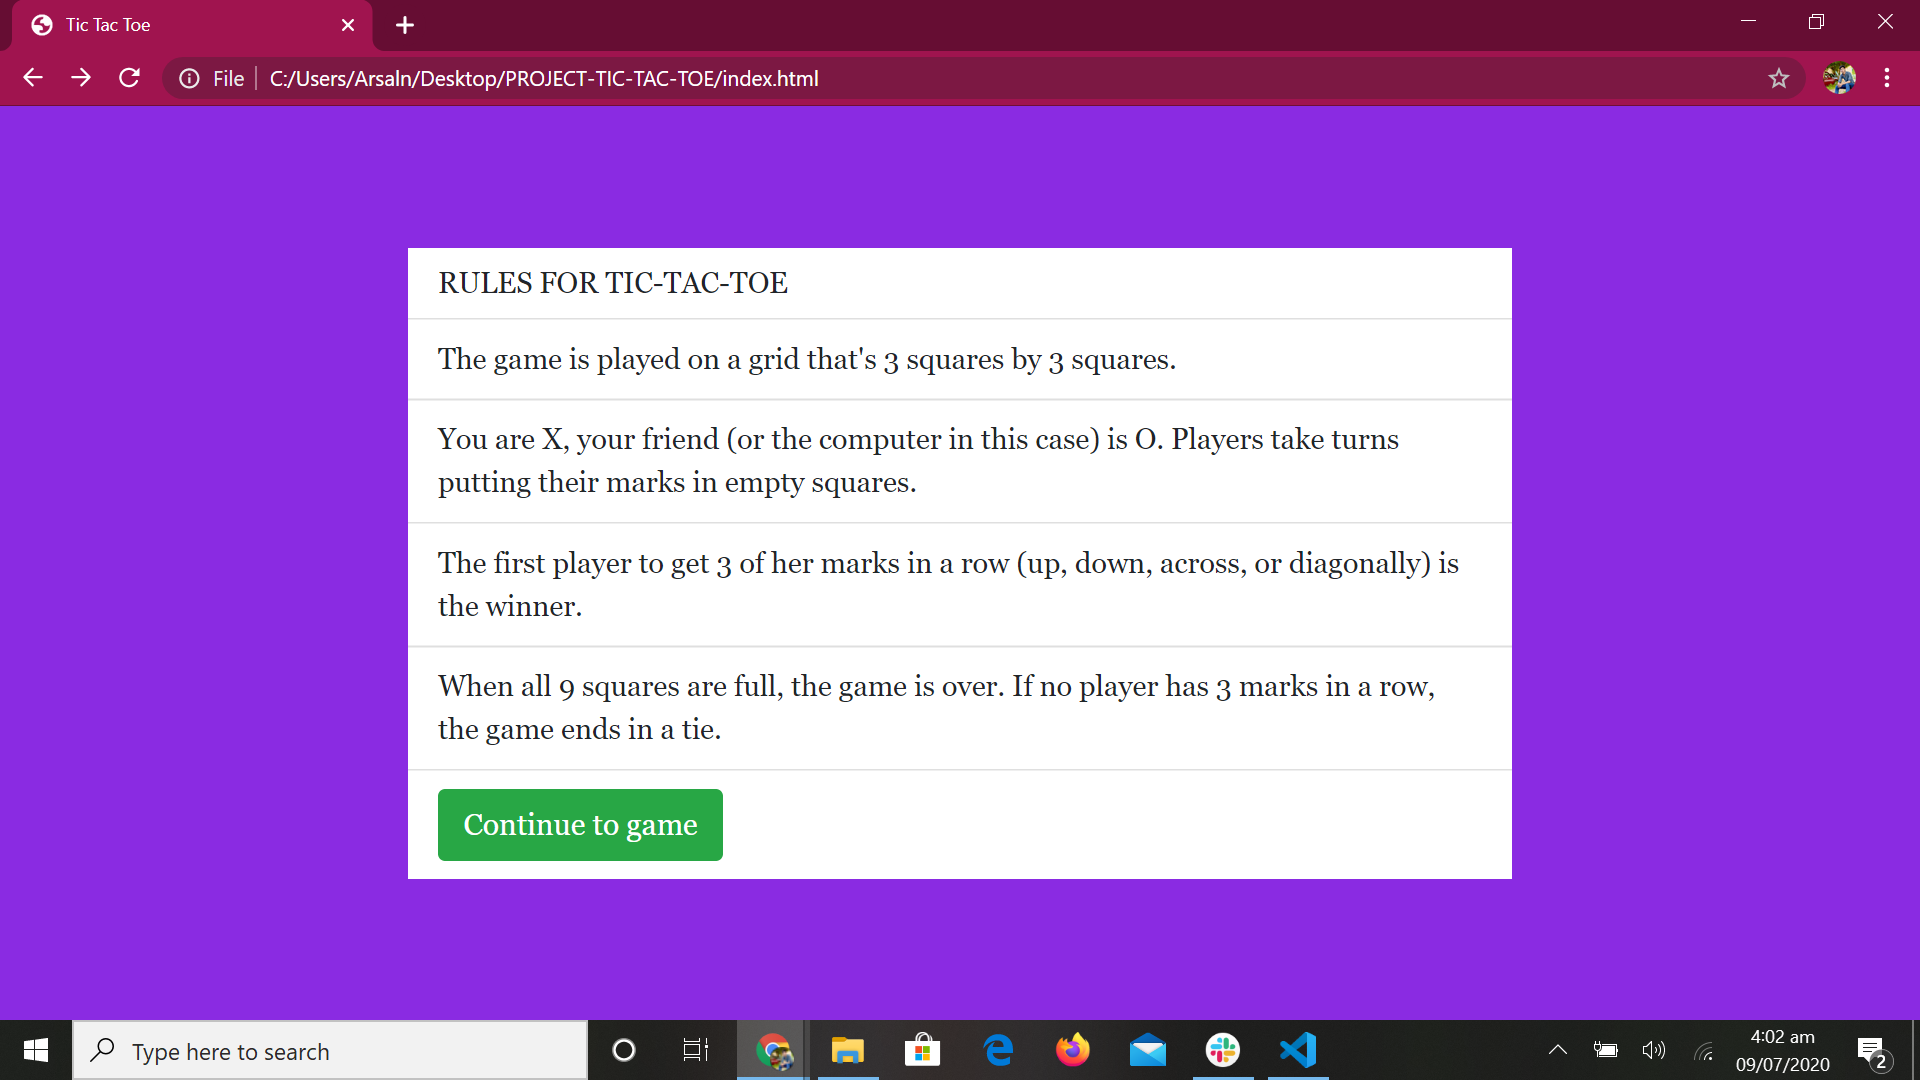 Tic Tac Toe
File
C:/Users/Arsaln/Desktop/PROJECT-TIC-TAC-TOE/index.html
RULES FOR TIC-TAC-TOE
The game is played on a grid that's 3 squares by 3 squares.
You are X, your friend (or the computer in this case) is O. Players take turns
putting their marks in empty squares.
The first player to get 3 of her marks in a row (up, down, across, or diagonally) is
the winner.
When all 9 squares are full, the game is over. If no player has 3 marks in a row,
the game ends in a tie.
Continue to game
Type here to search
4:02 am
09/07/2020
2